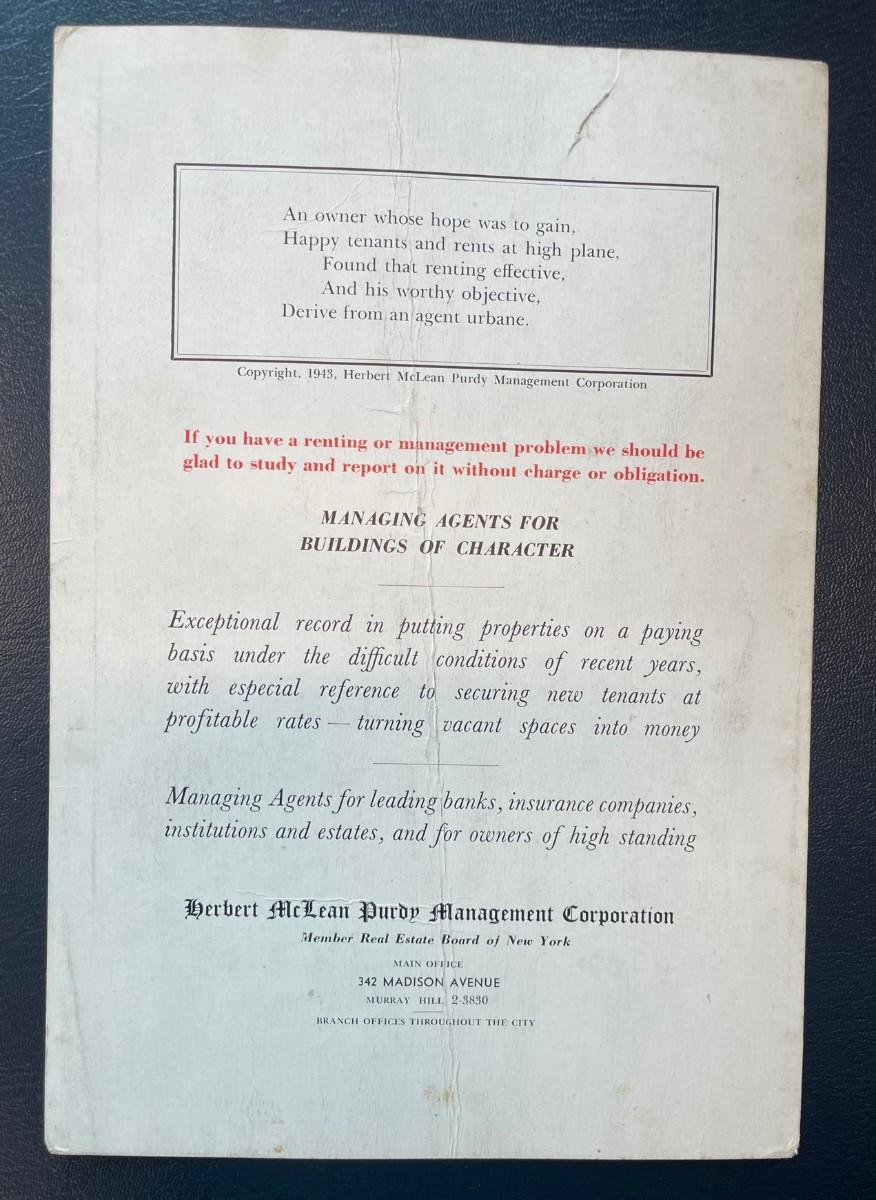 An owner whose hope was to gain,
Happy tenants and rents at high plane,
Found that renting effective,
And his worthy objective,
Derive from an agent urbane.
Copyright, 1943, Herbert McLean Purdy Management Corporation
If you have a renting or management problem we should be
glad to study and report on it without charge or obligation.
MANAGING AGENTS FOR
BUILDINGS OF CHARACTER
Exceptional record in putting properties on a paying
basis under the difficult conditions of recent years,
with especial reference to securing new tenants at
profitable rates — turning vacant spaces into money
Managing Agents for leading banks, insurance companies,
institutions and estates, and for owners of high standing
Herbert McLean Purdy Management Corporation
Member Real Estate Board of New York
MAIN OFFICE
342 MADISON AVENUE
MURRAY HILL 2-3830
BRANCH OFFICES THROUGHOUT THE CITY